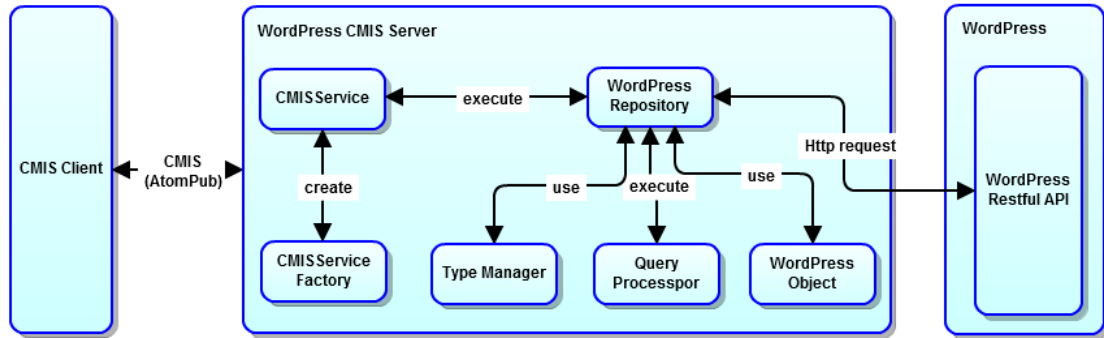 WordPress CMIS Server
WordPress
CMISService
execute
WordPress
Repository
Http request
CMIS Client
CMIS
(AtomPub)
create
use
execute
use
WordPress
Restful API
CMISService
Factory
Type Manager
Query
Processpor
WordPress
Object